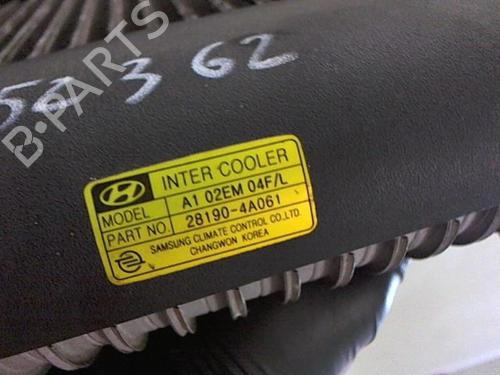 B-PARTS
52 3 62
INTER COOLER
MODEL A1 02EM 04F/L
PART NO. 28190-4A061
SAMSUNG CLIMATE CONTROL CO.,LTD.
CHANGWON KOREA